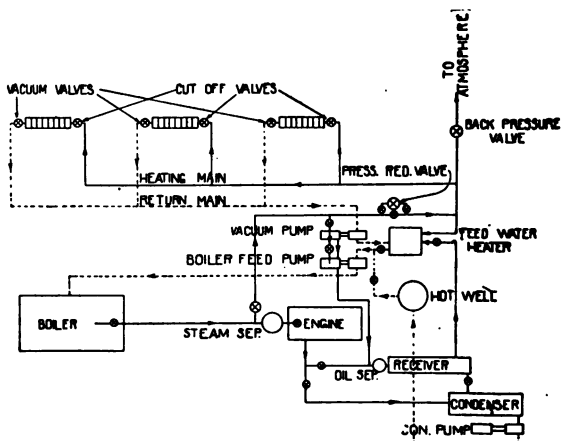 TO
ATMOSPHERE
VACUUM VALVES
CUT OFF VALVES
BACK PRESSURE
VALVE
HEATING MAIN
PRESS. RED. VALVE
RETURN MAIN
VACUUM PUMP
FEED WATER
HEATER
BOILER FEED PUMP
HOT WELL
BOILER
STEAM SEP.
ENGINE
OIL SEP.
RECEIVER
CONDENSER
CON. PUMP